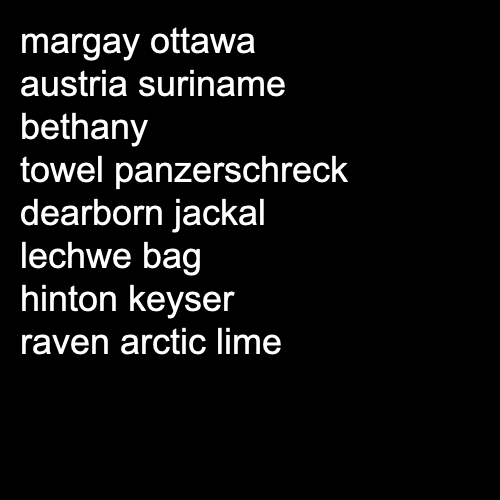 margay ottawa
austria suriname
bethany
towel panzerschreck
dearborn jackal
lechwe bag
hinton keyser
raven arctic lime